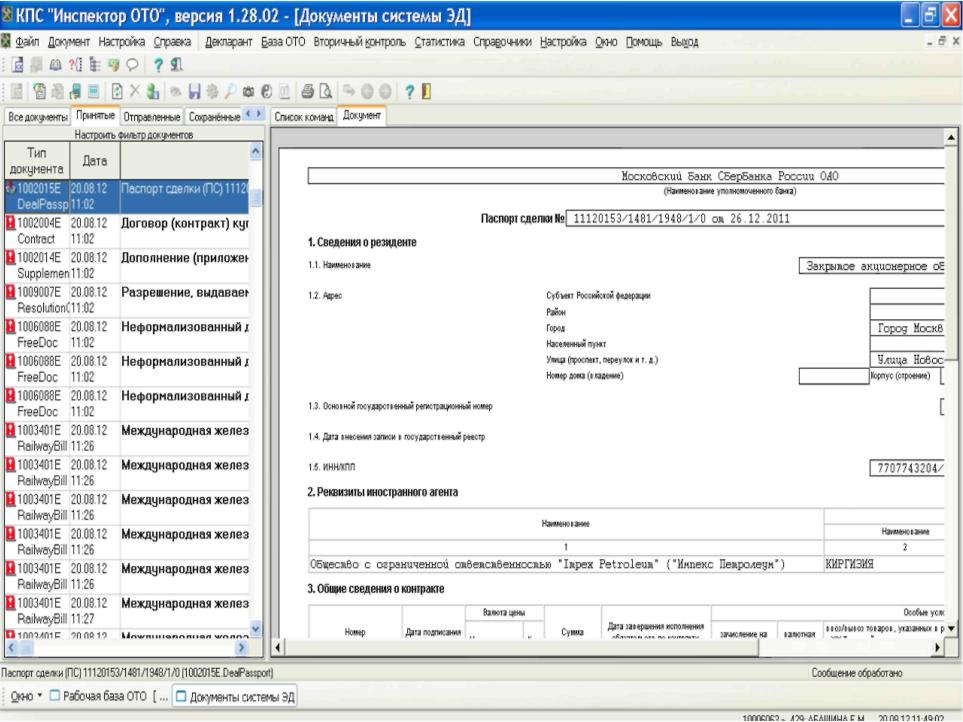 КПС "Инспектор ОТО", версия 1.28.02 - [Документы системы ЭД]
Файл Документ Настройка Справка Декларант База ОТО Вторичный контроль Статистика Справочники Настройка Окно Помощь Выход
Все документы Принятые Отправленные Сохранённые
Список команд Документ
Настроить фильтр документов
Тип документа Дата
1002015E 20.08.12 Паспорт сделки (ПС) 11120
DealPassp 11:02
1002004E 20.08.12 Договор (контракт) куп
Contract 11:02
1002014E 20.08.12 Дополнение (приложен
Supplemen 11:02
1009007E 20.08.12 Разрешение, выдаваем
Resolution 11:02
1006088E 20.08.12 Неформализованный д
FreeDoc 11:02
1006088E 20.08.12 Неформализованный д
FreeDoc 11:02
1006088E 20.08.12 Неформализованный д
FreeDoc 11:02
1003401E 20.08.12 Международная желез
RailwayBill 11:26
1003401E 20.08.12 Международная желез
RailwayBill 11:26
1003401E 20.08.12 Международная желез
RailwayBill 11:26
1003401E 20.08.12 Международная желез
RailwayBill 11:26
1003401E 20.08.12 Международная желез
RailwayBill 11:26
1003401E 20.08.12 Международная желез
RailwayBill 11:27
1003401E 20.08.12 Международная желез
Московский Банк Сбербанка России ОАО
(Наименование уполномоченного банка)
Паспорт сделки № 11120153/1481/1948/1/0 от 26.12.2011
1. Сведения о резиденте
1.1. Наименование Закрытое акционерное об
1.2. Адрес Субъект Российской федерации
Район
Город Город Москв
Населенный пункт
Улица (проспект, переулок и т. д.) Улица Новос
Номер дома (владение) Корпус (строение)
1.3. Основной государственный регистрационный номер
1.4. Дата внесения записи в государственный реестр
1.5. ИНН/КПП 7707743204/
2. Реквизиты иностранного агента
Наименование Наименование
1 2
Общество с ограниченной ответственностью "Impex Petroleum" ("Импекс Петролеум") КИРГИЗИЯ
3. Общие сведения о контракте
Номер Дата подписания Валюта цены Сумма Дата завершения исполнения Особые усло
зачисление на валютная ввоз/вывоз товаров, указанных в р
Паспорт сделки (ПС) 11120153/1481/1948/1/0 (1002015E.DealPassport) Сообщение обработано
Окно Рабочая база ОТО [ ... Документы системы ЭД
429: АБАШИНА Е.М. 20.08.12 11:49:02